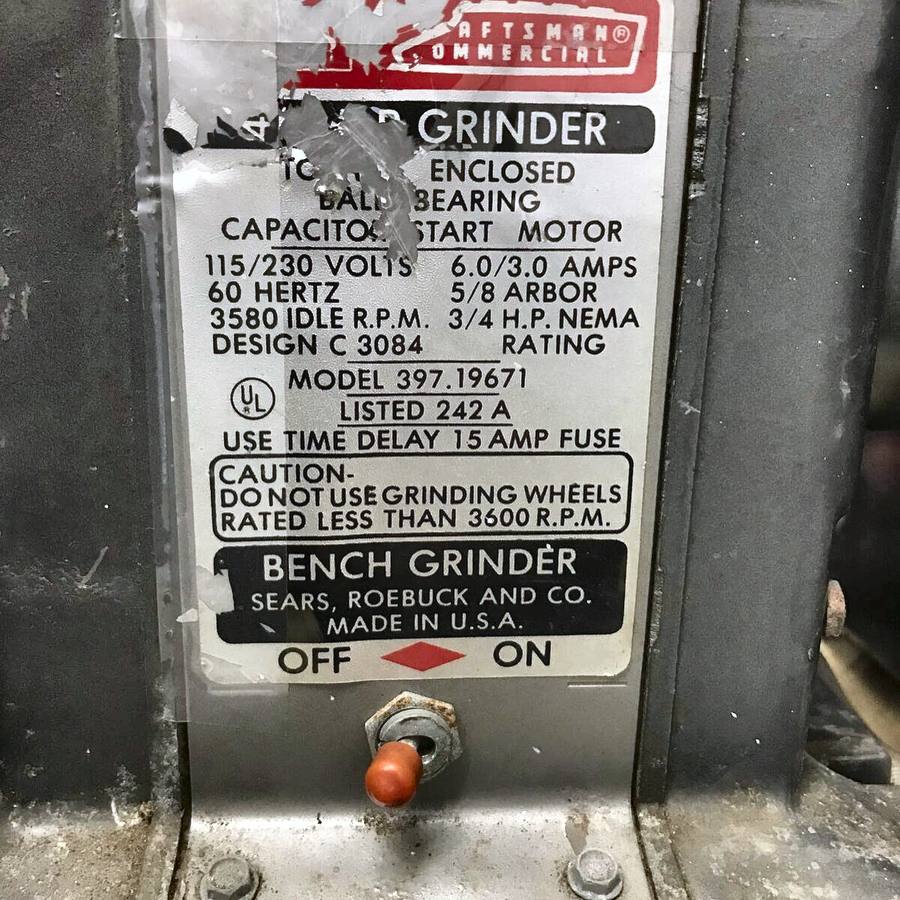 AFTSMAN®
OMMERCIAL
GRINDER
ENCLOSED
BALL BEARING
CAPACITOR START MOTOR
115/230 VOLTS 6.0/3.0 AMPS
60 HERTZ 5/8 ARBOR
3580 IDLE R.P.M. 3/4 H.P. NEMA
DESIGN C 3084 RATING
MODEL 397.19671
UL®
LISTED 242 A
USE TIME DELAY 15 AMP FUSE
CAUTION-
DO NOT USE GRINDING WHEELS
RATED LESS THAN 3600 R.P.M.
BENCH GRINDER
SEARS, ROEBUCK AND CO.
MADE IN U.S.A.
OFF ON